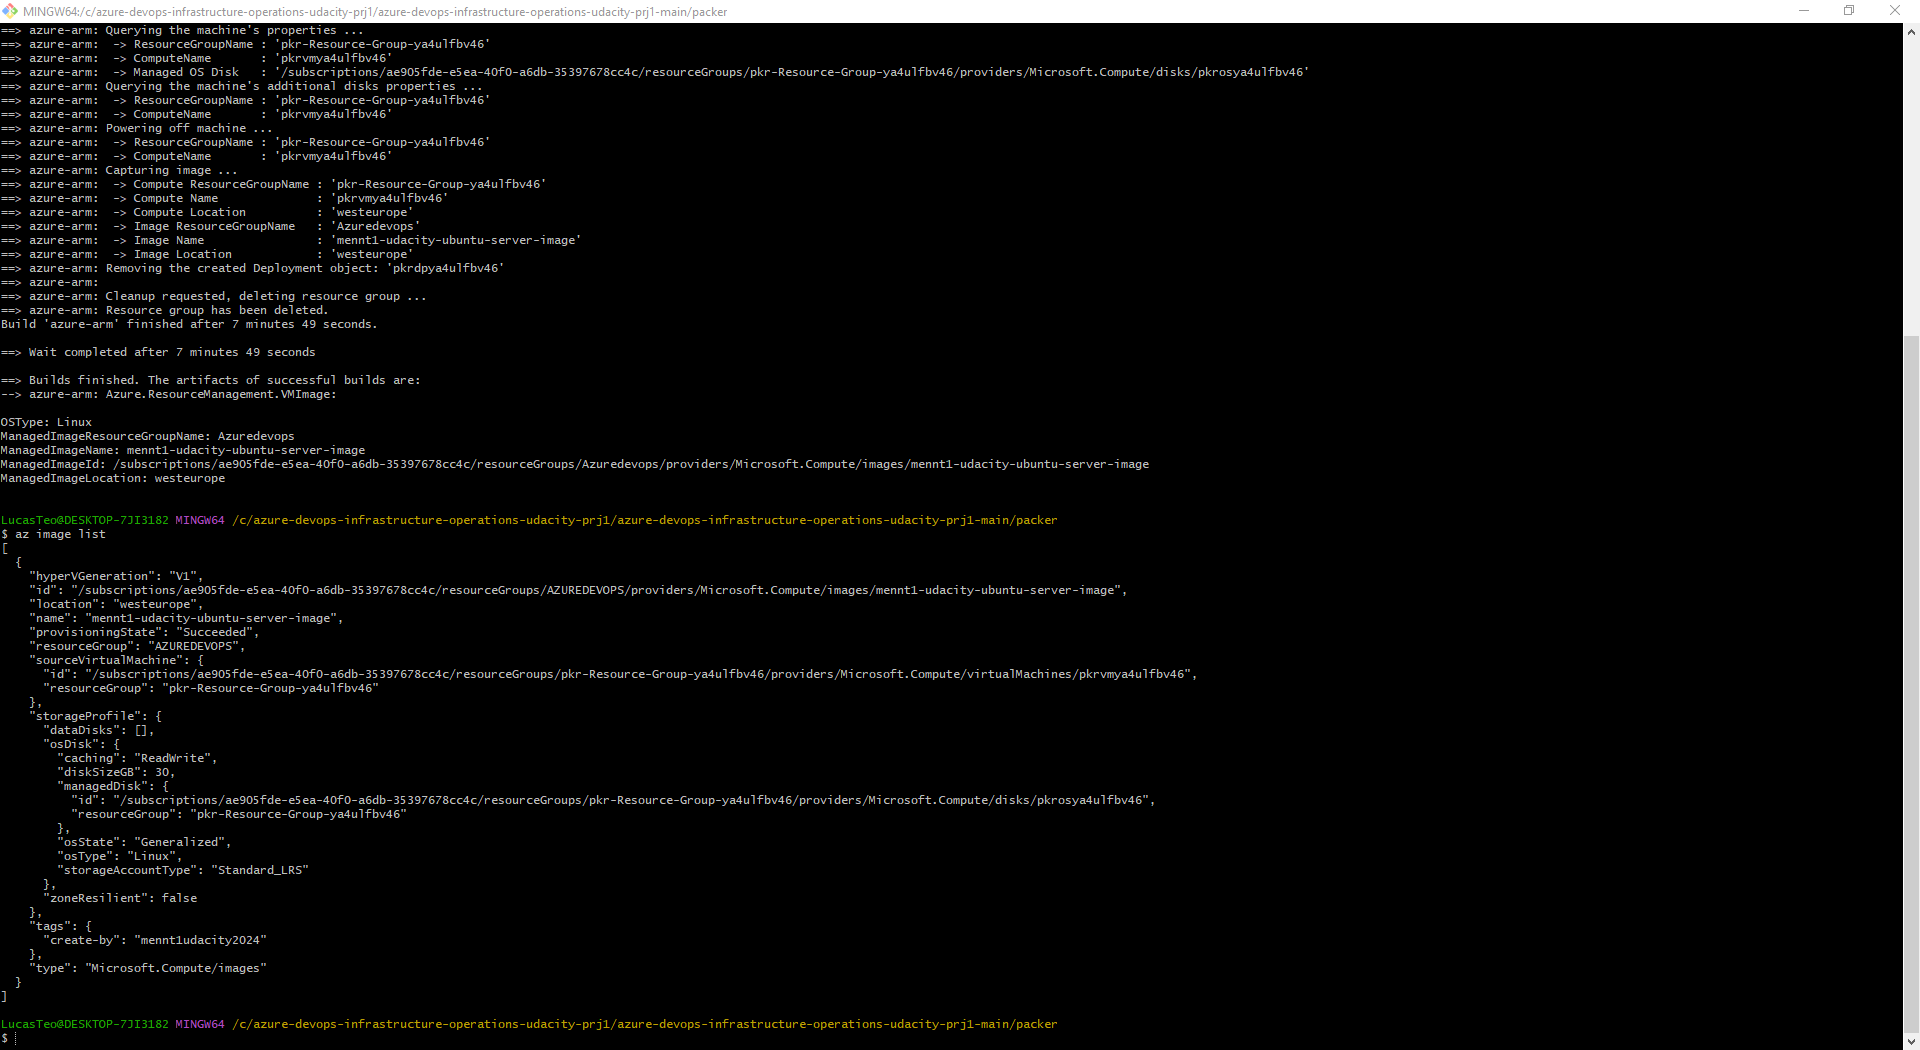 MINGW64:/c/azure-devops-infrastructure-operations-udacity-prj1/azure-devops-infrastructure-operations-udacity-prj1-main/packer
==> azure-arm: Querying the machine's properties ...
==> azure-arm:  -> ResourceGroupName : 'pkr-Resource-Group-ya4ulfbv46'
==> azure-arm:  -> ComputeName       : 'pkrvmya4ulfbv46'
==> azure-arm:  -> Managed OS Disk   : '/subscriptions/ae905fde-e5ea-40f0-a6db-35397678cc4c/resourceGroups/pkr-Resource-Group-ya4ulfbv46/providers/Microsoft.Compute/disks/pkrosya4ulfbv46'
==> azure-arm: Querying the machine's additional disks properties ...
==> azure-arm:  -> ResourceGroupName : 'pkr-Resource-Group-ya4ulfbv46'
==> azure-arm:  -> ComputeName       : 'pkrvmya4ulfbv46'
==> azure-arm: Powering off machine ...
==> azure-arm:  -> ResourceGroupName : 'pkr-Resource-Group-ya4ulfbv46'
==> azure-arm:  -> ComputeName       : 'pkrvmya4ulfbv46'
==> azure-arm: Capturing image ...
==> azure-arm:  -> Compute ResourceGroupName : 'pkr-Resource-Group-ya4ulfbv46'
==> azure-arm:  -> Compute Name              : 'pkrvmya4ulfbv46'
==> azure-arm:  -> Compute Location          : 'westeurope'
==> azure-arm:  -> Image ResourceGroupName   : 'Azuredevops'
==> azure-arm:  -> Image Name                : 'mennt1-udacity-ubuntu-server-image'
==> azure-arm:  -> Image Location            : 'westeurope'
==> azure-arm: Removing the created Deployment object: 'pkrdpya4ulfbv46'
==> azure-arm:
==> azure-arm: Cleanup requested, deleting resource group ...
==> azure-arm: Resource group has been deleted.
Build 'azure-arm' finished after 7 minutes 49 seconds.
==> Wait completed after 7 minutes 49 seconds
==> Builds finished. The artifacts of successful builds are:
--> azure-arm: Azure.ResourceManagement.VMImage:
OSType: Linux
ManagedImageResourceGroupName: Azuredevops
ManagedImageName: mennt1-udacity-ubuntu-server-image
ManagedImageId: /subscriptions/ae905fde-e5ea-40f0-a6db-35397678cc4c/resourceGroups/Azuredevops/providers/Microsoft.Compute/images/mennt1-udacity-ubuntu-server-image
ManagedImageLocation: westeurope
LucasTeo@DESKTOP-7JI3182 MINGW64 /c/azure-devops-infrastructure-operations-udacity-prj1/azure-devops-infrastructure-operations-udacity-prj1-main/packer
$ az image list
[
  {
    "hyperVGeneration": "V1",
    "id": "/subscriptions/ae905fde-e5ea-40f0-a6db-35397678cc4c/resourceGroups/AZUREDEVOPS/providers/Microsoft.Compute/images/mennt1-udacity-ubuntu-server-image",
    "location": "westeurope",
    "name": "mennt1-udacity-ubuntu-server-image",
    "provisioningState": "Succeeded",
    "resourceGroup": "AZUREDEVOPS",
    "sourceVirtualMachine": {
      "id": "/subscriptions/ae905fde-e5ea-40f0-a6db-35397678cc4c/resourceGroups/pkr-Resource-Group-ya4ulfbv46/providers/Microsoft.Compute/virtualMachines/pkrvmya4ulfbv46",
      "resourceGroup": "pkr-Resource-Group-ya4ulfbv46"
    },
    "storageProfile": {
      "dataDisks": [],
      "osDisk": {
        "caching": "ReadWrite",
        "diskSizeGB": 30,
        "managedDisk": {
          "id": "/subscriptions/ae905fde-e5ea-40f0-a6db-35397678cc4c/resourceGroups/pkr-Resource-Group-ya4ulfbv46/providers/Microsoft.Compute/disks/pkrosya4ulfbv46",
          "resourceGroup": "pkr-Resource-Group-ya4ulfbv46"
        },
        "osState": "Generalized",
        "osType": "Linux",
        "storageAccountType": "Standard_LRS"
      },
      "zoneResilient": false
    },
    "tags": {
      "create-by": "mennt1udacity2024"
    },
    "type": "Microsoft.Compute/images"
  }
]
LucasTeo@DESKTOP-7JI3182 MINGW64 /c/azure-devops-infrastructure-operations-udacity-prj1/azure-devops-infrastructure-operations-udacity-prj1-main/packer
$